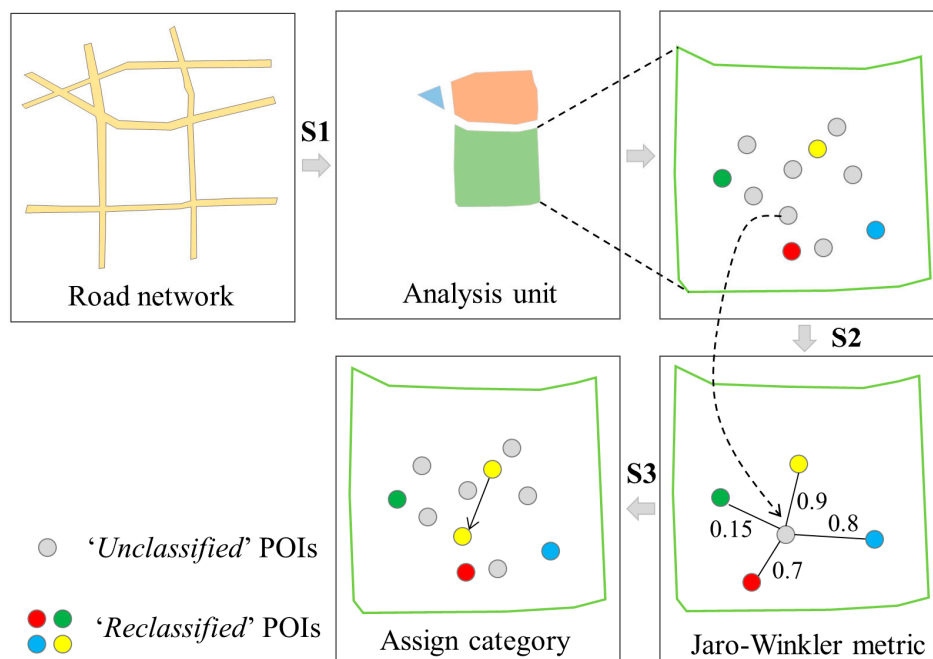 S1
Road network
Analysis unit
S2
S3
0.9
0.15
0.8
0.7
'Unclassified' POIs
'Reclassified' POIs
Assign category
Jaro-Winkler metric